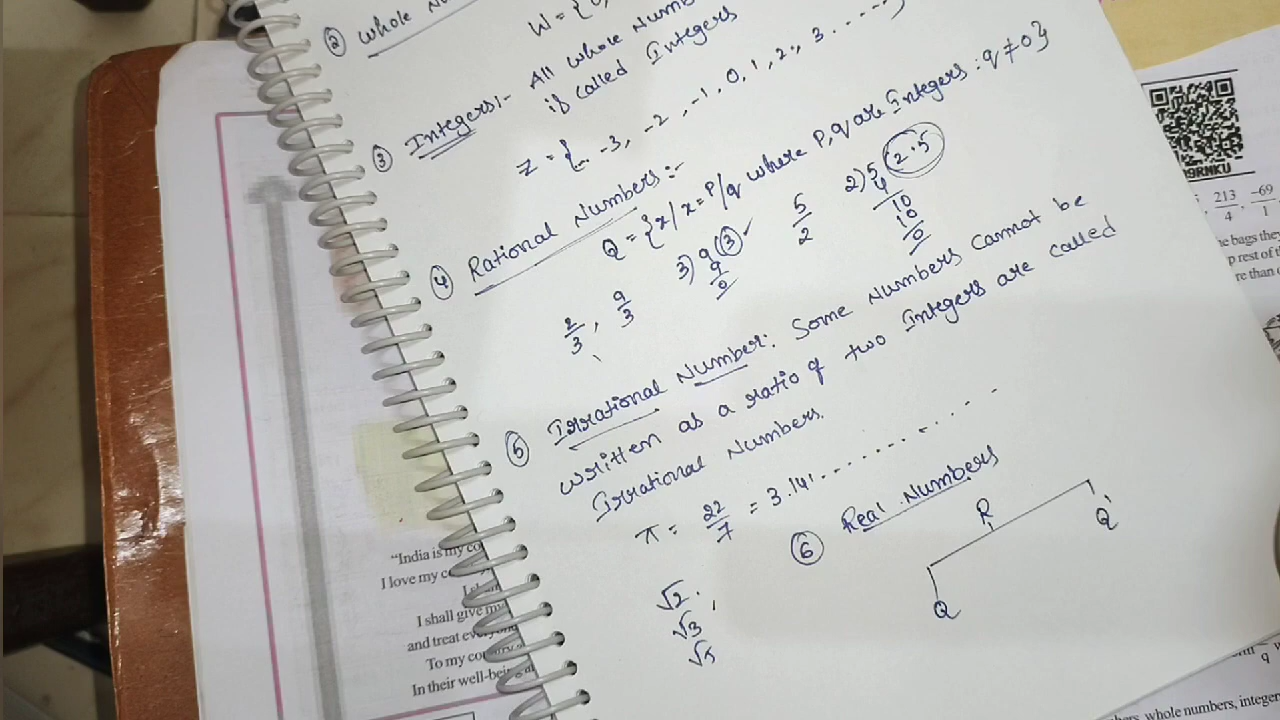 ② Whole
W = {0,
③ Integers:- All whole Numb
is called Integers
Z = {... -3, -2, -1, 0, 1, 2, 3 .....}
④ Rational Numbers:-
Q = {x/x = P/q where P, q are Integers : q ≠ 0}
2/3, 9/3 3) 9 (3 5/2 2) 5 (2.5
9 4
0 10
10
0
⑤ Irrational Number: Some Numbers cannot be
written as a ratio of two Integers are called
Irrational Numbers.
π = 22/7 = 3.141..............
√2.
√3,
√5
⑥ Real Numbers
R
Q Q'
"India is my co
I love my c
I shall give my
and treat everyone
To my country
In their well-being
9RNKU
213/4, -69/1
he bags they
p rest of t
re than
q
bers, whole numbers, integer